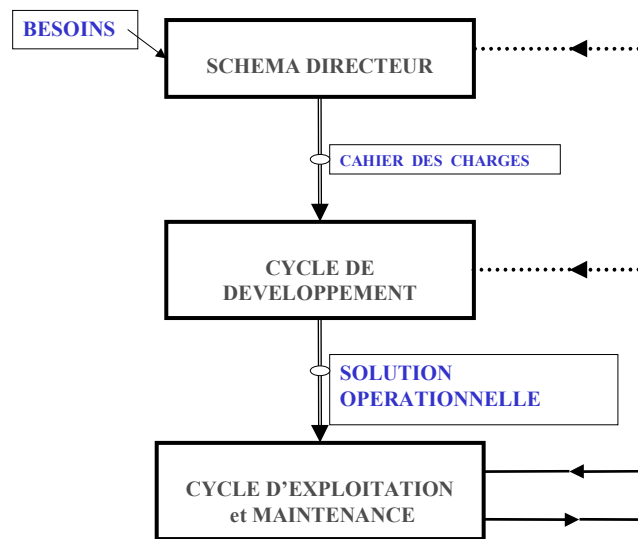 BESOINS
SCHEMA DIRECTEUR
CAHIER DES CHARGES
CYCLE DE
DEVELOPPEMENT
SOLUTION
OPERATIONNELLE
CYCLE D’EXPLOITATION
et MAINTENANCE